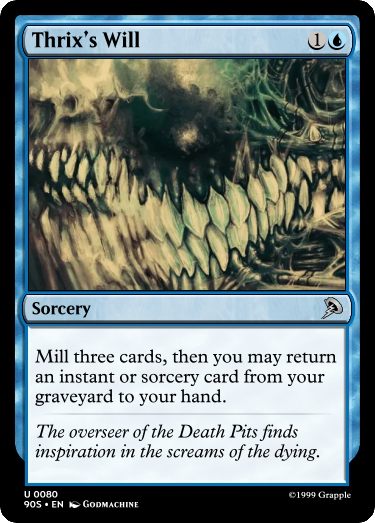 Thrix's Will 1
Sorcery
Mill three cards, then you may return
an instant or sorcery card from your
graveyard to your hand.
The overseer of the Death Pits finds
inspiration in the screams of the dying.
U 0080
90S • EN Godmachine
©1999 Grapple